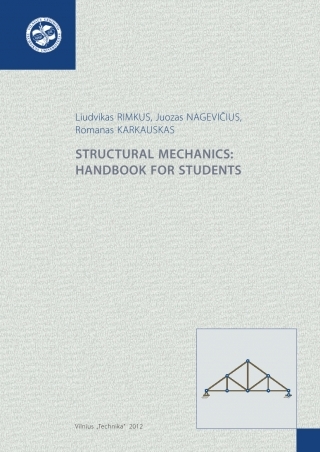 Liudvikas RIMKUS, Juozas NAGEVIČIUS,
Romanas KARKAUSKAS
STRUCTURAL MECHANICS:
HANDBOOK FOR STUDENTS
Vilnius „Technika“ 2012